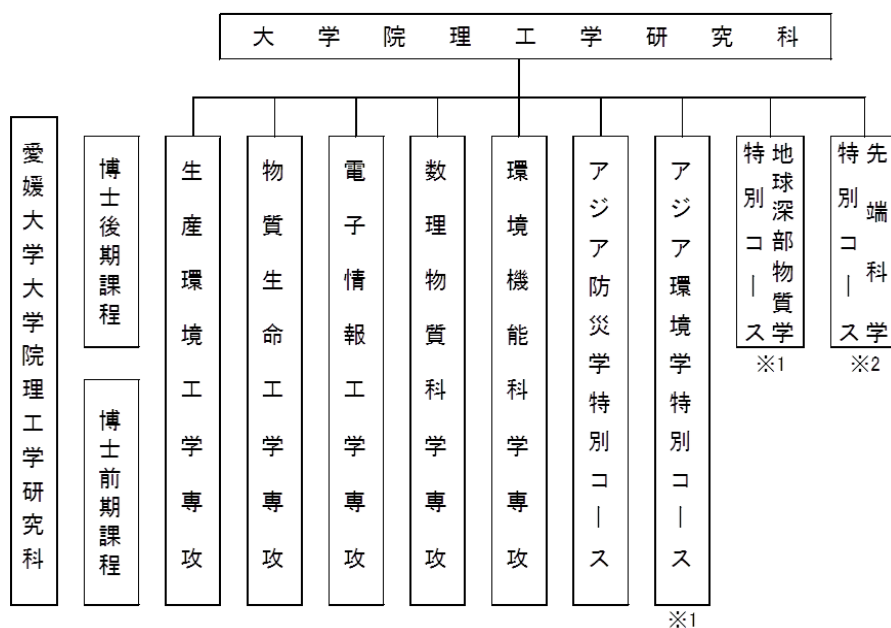 大学院理工学研究科
愛媛大学大学院理工学研究科
博士後期課程
博士前期課程
生産環境工学専攻
物質生命工学専攻
電子情報工学専攻
数理物質科学専攻
環境機能科学専攻
アジア防災学特別コース
アジア環境学特別コース
※1
地球深部物質学
特別コース
※1
先端科学
特別コース
※2